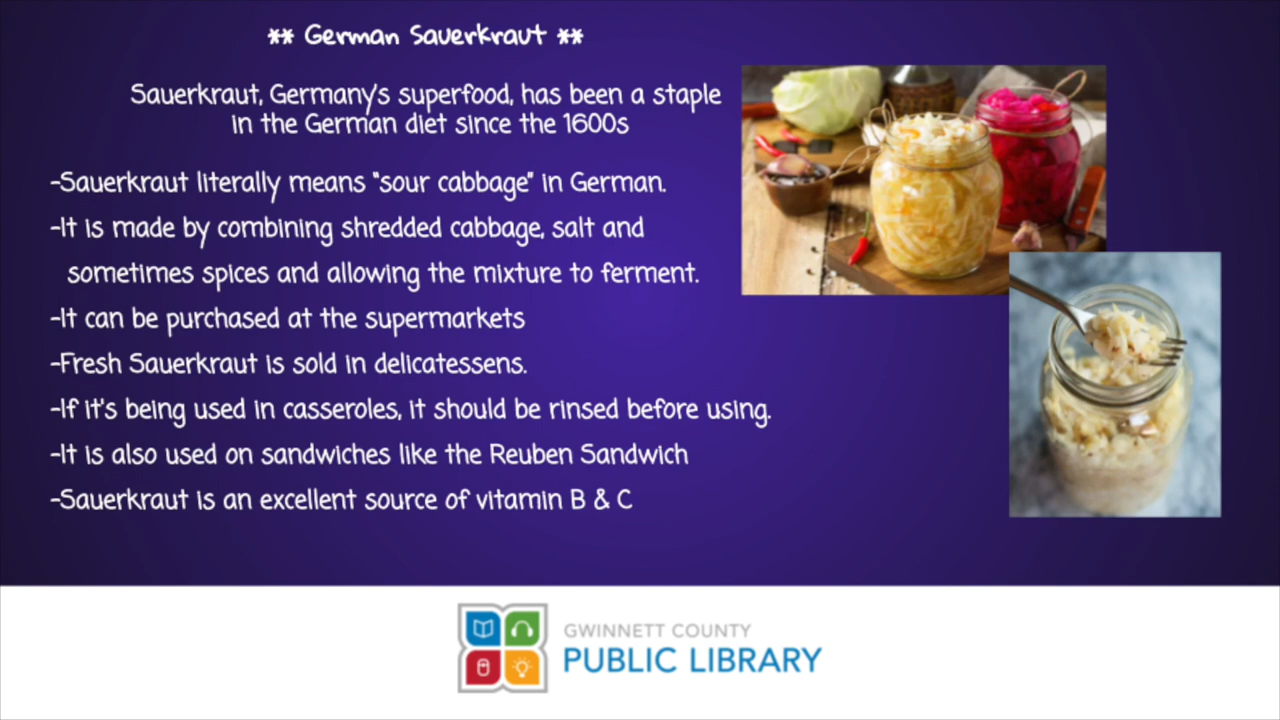 ** German Sauerkraut **
Sauerkraut, Germany's superfood, has been a staple
in the German diet since the 1600s
-Sauerkraut literally means "sour cabbage" in German.
-It is made by combining shredded cabbage, salt and
sometimes spices and allowing the mixture to ferment.
-It can be purchased at the supermarkets
-Fresh Sauerkraut is sold in delicatessens.
-If it's being used in casseroles, it should be rinsed before using.
-It is also used on sandwiches like the Reuben Sandwich
-Sauerkraut is an excellent source of vitamin B & C
GWINNETT COUNTY
PUBLIC LIBRARY